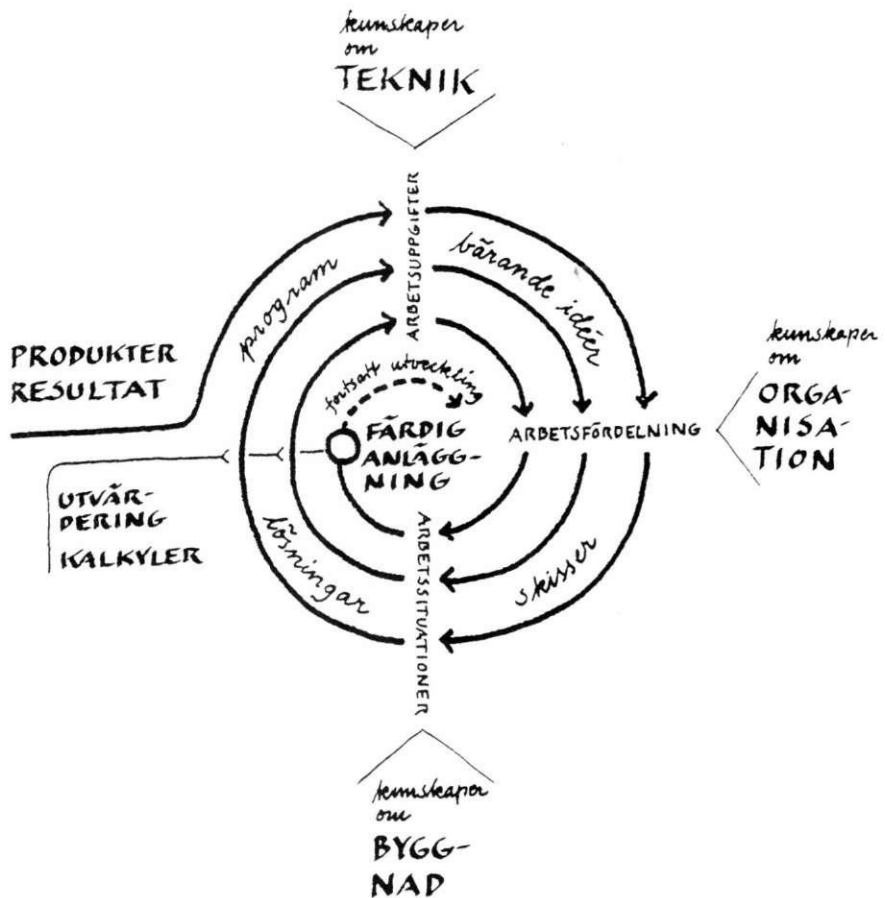 kunskaper
om
TEKNIK
ARBETSUPPGIFTER
bärande idéer
program
PRODUKTER
RESULTAT
fortsatt utveckling
FÄRDIG
ANLÄGG-
NING
ARBETSFÖRDELNING
kunskaper
om
ORGA-
NISA-
TION
UTVÄR-
DERING
KALKYLER
lösningar
skisser
ARBETSSITUATIONER
kunskaper
om
BYGG-
NAD